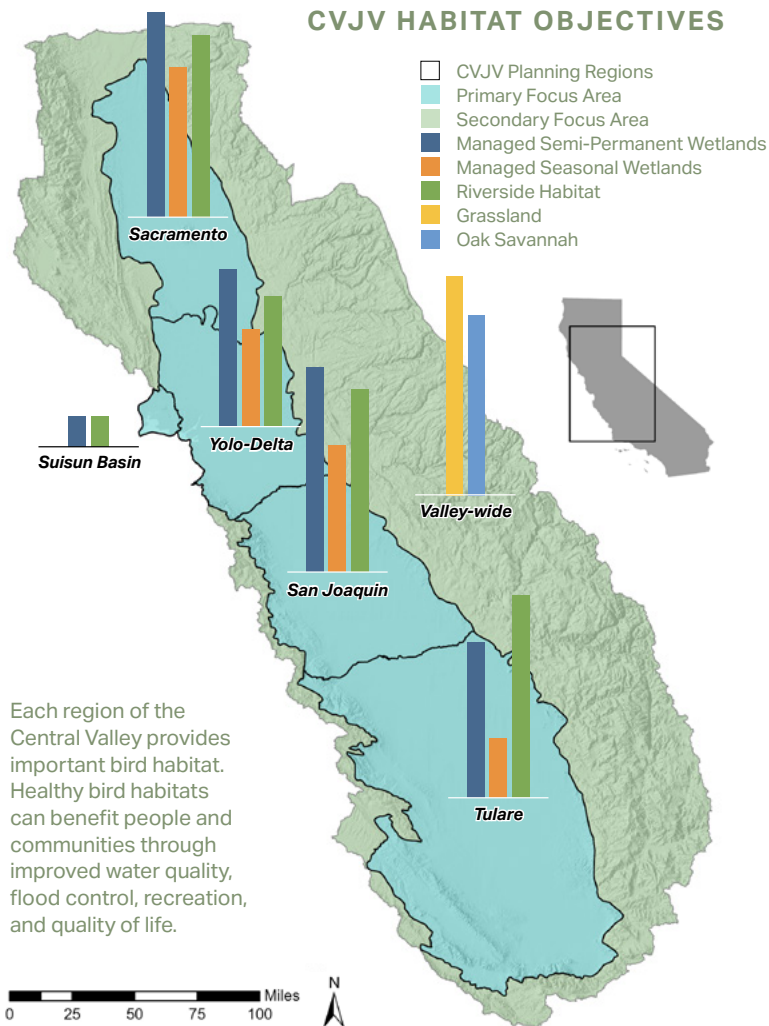 CVJV HABITAT OBJECTIVES
CVJV Planning Regions
Primary Focus Area
Secondary Focus Area
Managed Semi-Permanent Wetlands
Managed Seasonal Wetlands
Riverside Habitat
Grassland
Oak Savannah
Sacramento
Yolo-Delta
Suisun Basin
San Joaquin
Valley-wide
Tulare
Each region of the
Central Valley provides
important bird habitat.
Healthy bird habitats
can benefit people and
communities through
improved water quality,
flood control, recreation,
and quality of life.
Miles
0 25 50 75 100
N